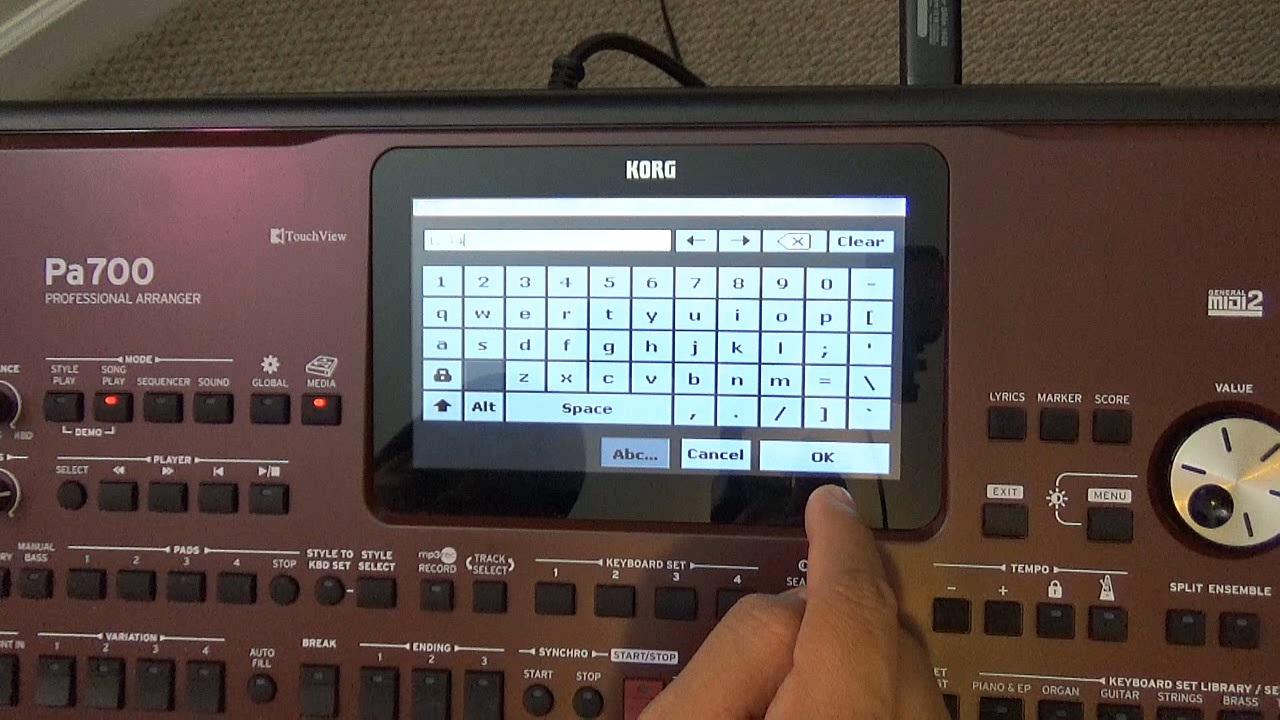 KORG
TouchView
Pa700
PROFESSIONAL ARRANGER
GENERAL
MIDI2
Clear
1 2 3 4 5 6 7 8 9 0 -
q w e r t y u i o p [
a s d f g h j k l ; '
z x c v b n m = \
Alt Space , . / ] `
Abc... Cancel OK
MODE
STYLE PLAY
SONG PLAY
SEQUENCER
SOUND
GLOBAL
MEDIA
DEMO
KBD
PLAYER
SELECT
LYRICS MARKER SCORE
VALUE
EXIT
MENU
MANUAL BASS
PADS
1 2 3 4
STOP
STYLE TO KBD SET
STYLE SELECT
mp3
RECORD
TRACK SELECT
KEYBOARD SET
1 2 3 4
TEMPO
- +
SPLIT ENSEMBLE
VARIATION
1 2 3 4
AUTO FILL
BREAK
ENDING
1 2 3
SYNCHRO
START STOP
START/STOP
KEYBOARD SET LIBRARY
PIANO & EP
ORGAN
GUITAR
STRINGS
BRASS